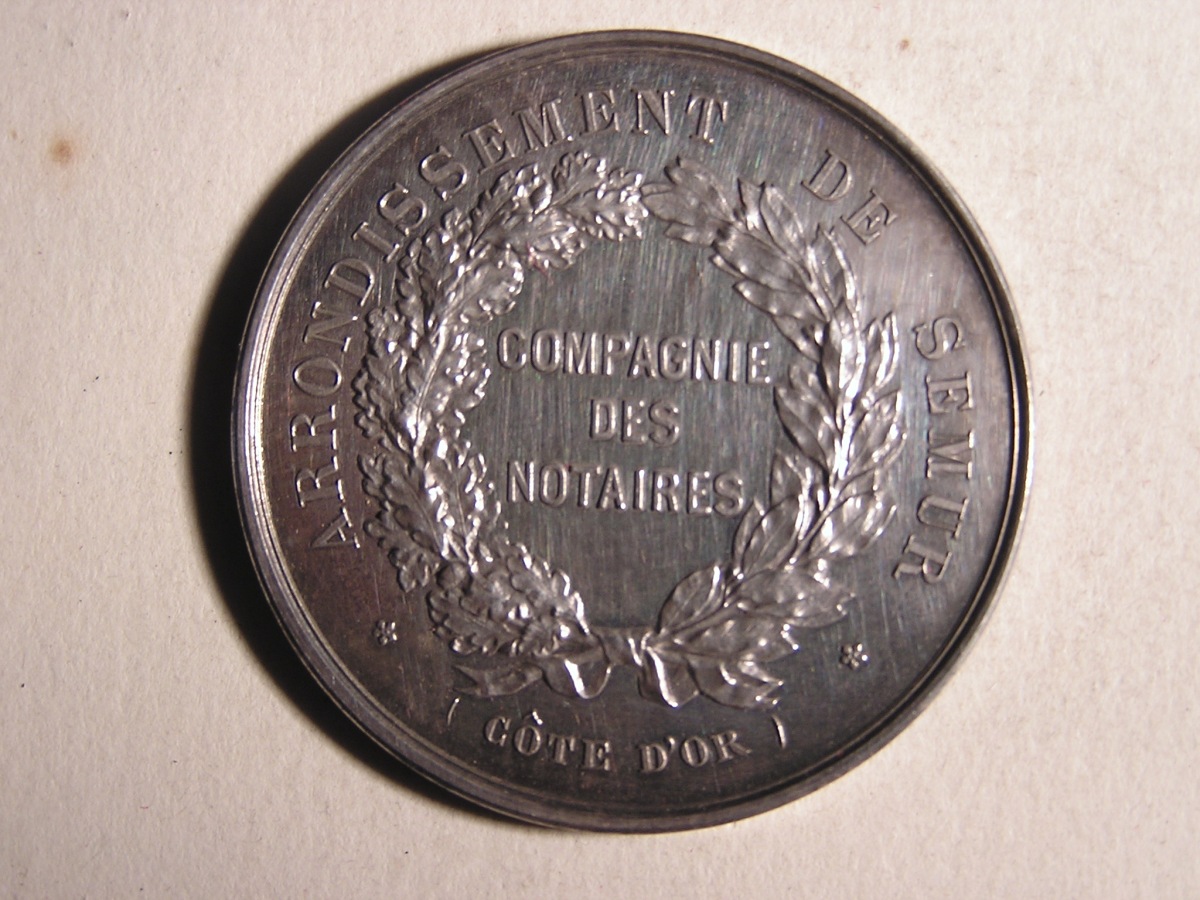 ARRONDISSEMENT DE SEMUR
COMPAGNIE
DES
NOTAIRES
( CÔTE D'OR )